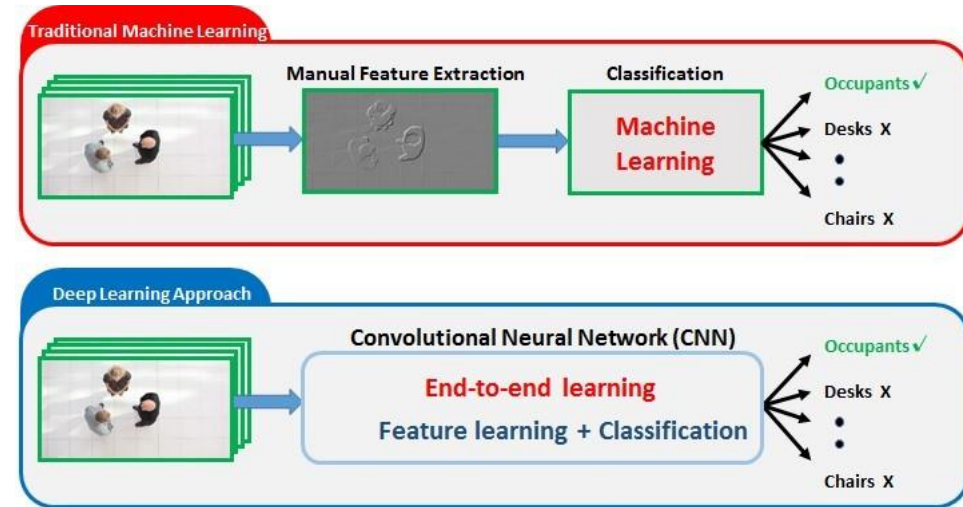 Traditional Machine Learning
Manual Feature Extraction
Classification
Machine
Learning
Occupants ✓
Desks X
Chairs X
Deep Learning Approach
Convolutional Neural Network (CNN)
End-to-end learning
Feature learning + Classification
Occupants ✓
Desks X
Chairs X